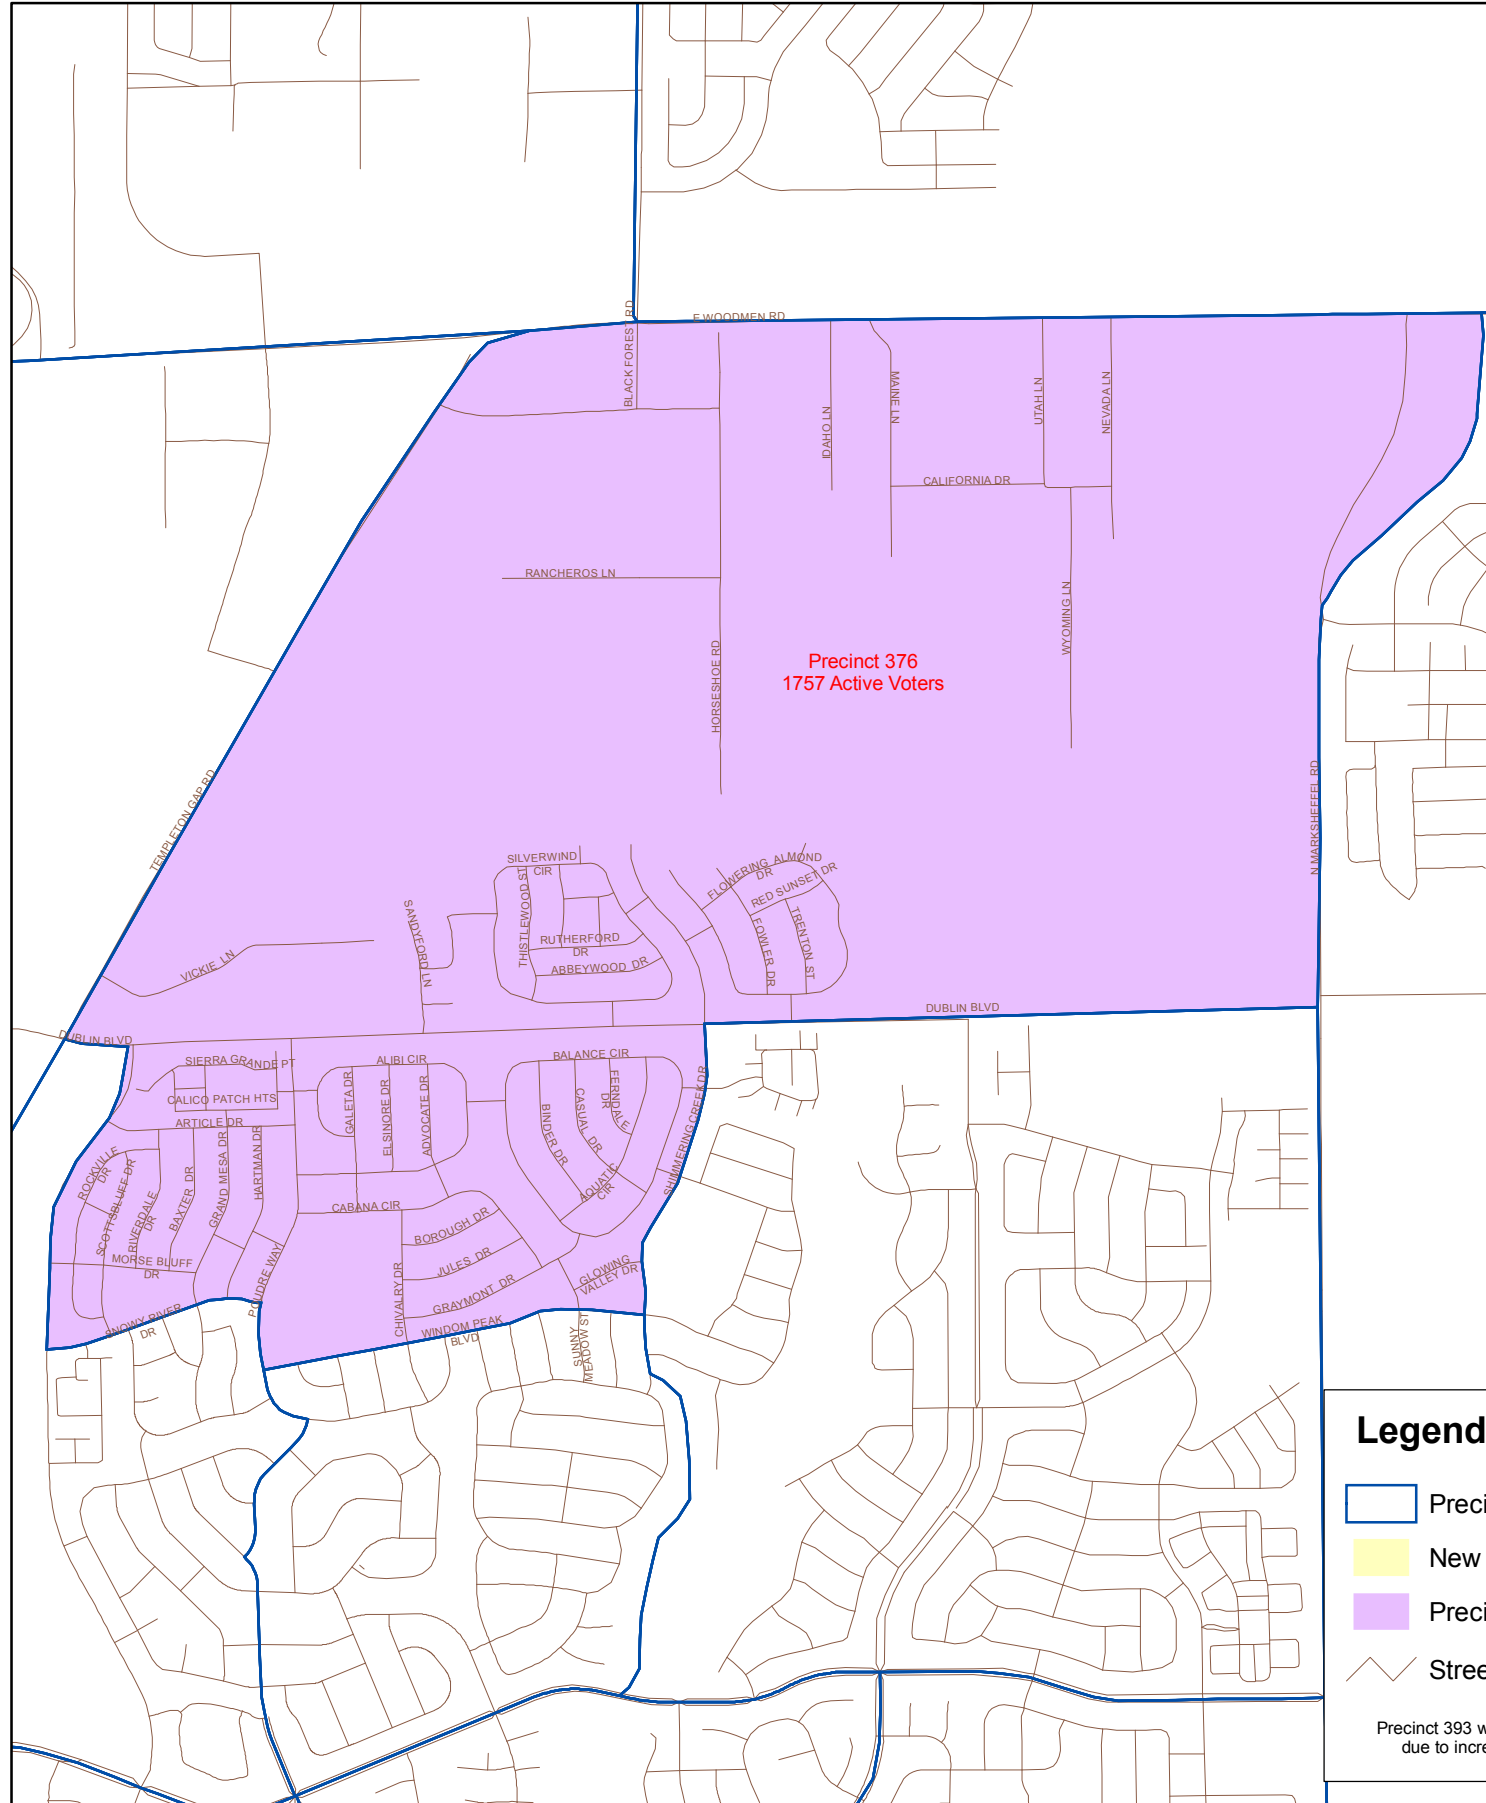 E WOODMEN RD
BLACK FOREST RD
IDAHO LN
MAINE LN
UTAH LN
NEVADA LN
CALIFORNIA DR
RANCHEROS LN
WYOMING LN
HORSESHOE RD
Precinct 376
1757 Active Voters
TEMPLETON GAP RD
N MARKSHEFFEL RD
SILVERWIND
CIR
THISTLEWOOD ST
FLOWERING ALMOND
DR
RED SUNSET DR
SANDYFORD LN
RUTHERFORD
DR
ABBEYWOOD DR
FOWLER DR
TRENTON ST
VICKIE LN
DUBLIN BLVD
DUBLIN BLVD
SIERRA GRANDE PT
ALIBI CIR
BALANCE CIR
CALICO PATCH HTS
GALETA DR
ELSINORE DR
ADVOCATE DR
BINDER DR
CASUAL DR
FERNDALE
DR
SHIMMERING CREEK DR
ARTICLE DR
ROCKVILLE
DR
SCOTTSBLUFF DR
RIVERDALE
DR
BAXTER DR
GRAND MESA DR
HARTMAN DR
AQUATIC
CIR
CABANA CIR
BOROUGH DR
JULES DR
GRAYMONT DR
CHIVALRY DR
MORSE BLUFF
DR
POUDRE WAY
GLOWING
VALLEY DR
SNOWY RIVER
DR
WINDOM PEAK
BLVD
SUNNY
MEADOW ST
Legend
Preci
New
Preci
Stree
Precinct 393 w
due to incre